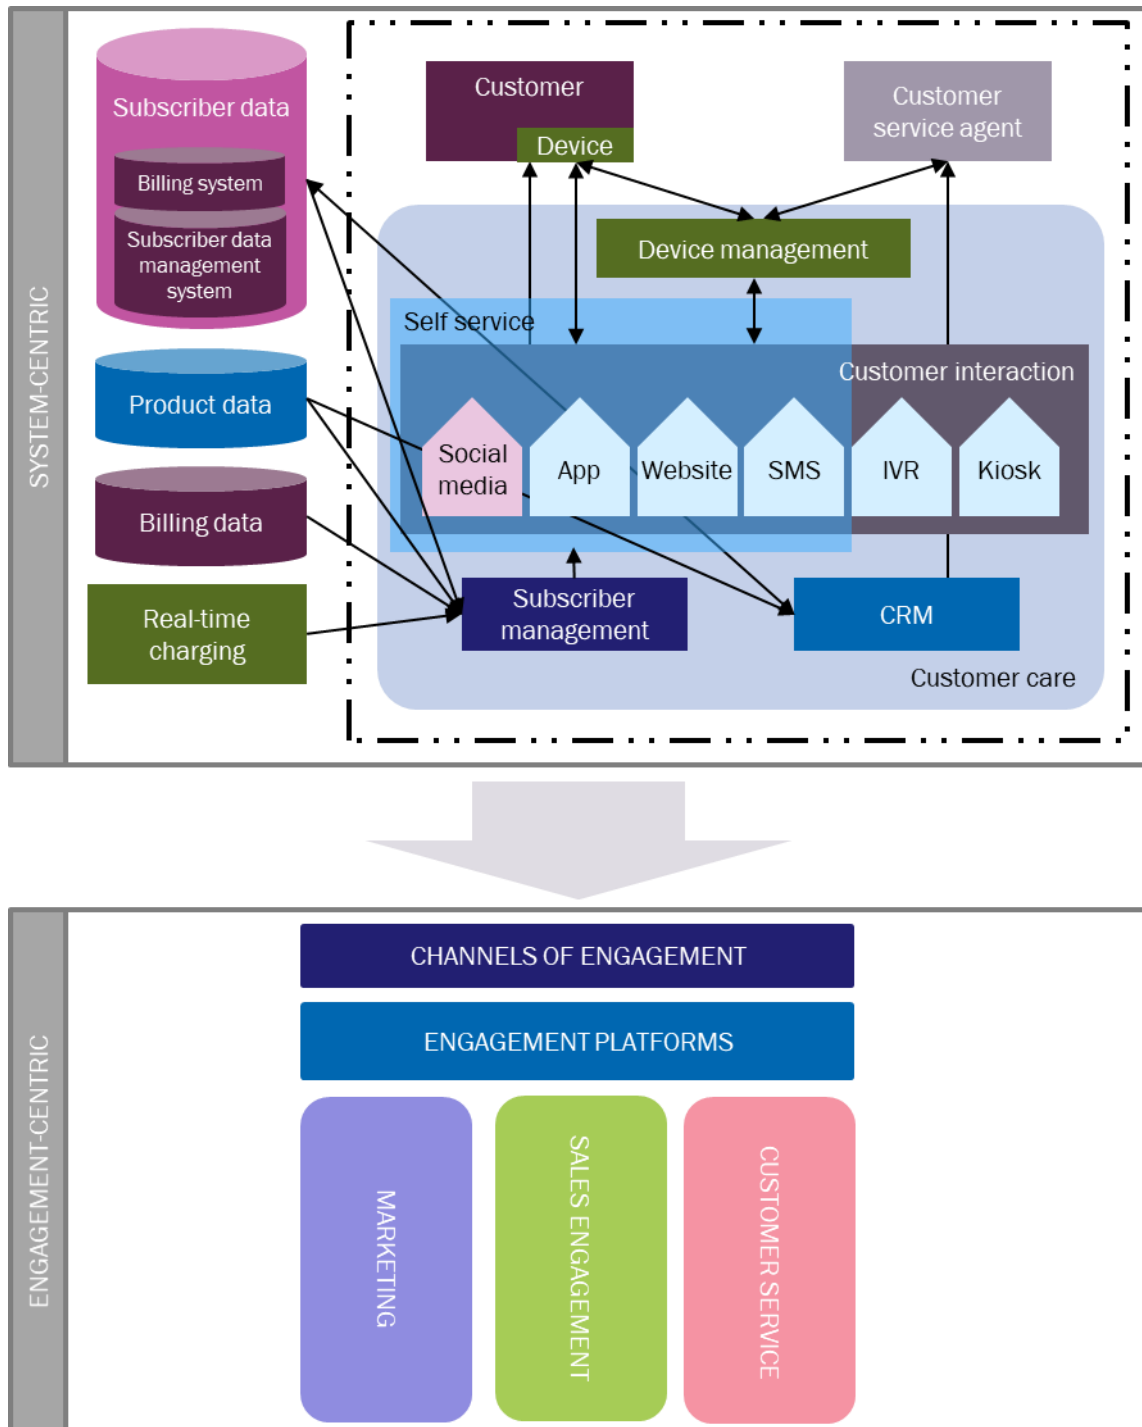 SYSTEM-CENTRIC
Subscriber data
Billing system
Subscriber data
management
system
Product data
Billing data
Real-time
charging
Customer
Device
Customer
service agent
Device management
Self service
Customer interaction
Social
media
App
Website
SMS
IVR
Kiosk
Subscriber
management
CRM
Customer care
ENGAGEMENT-CENTRIC
CHANNELS OF ENGAGEMENT
ENGAGEMENT PLATFORMS
MARKETING
SALES ENGAGEMENT
CUSTOMER SERVICE